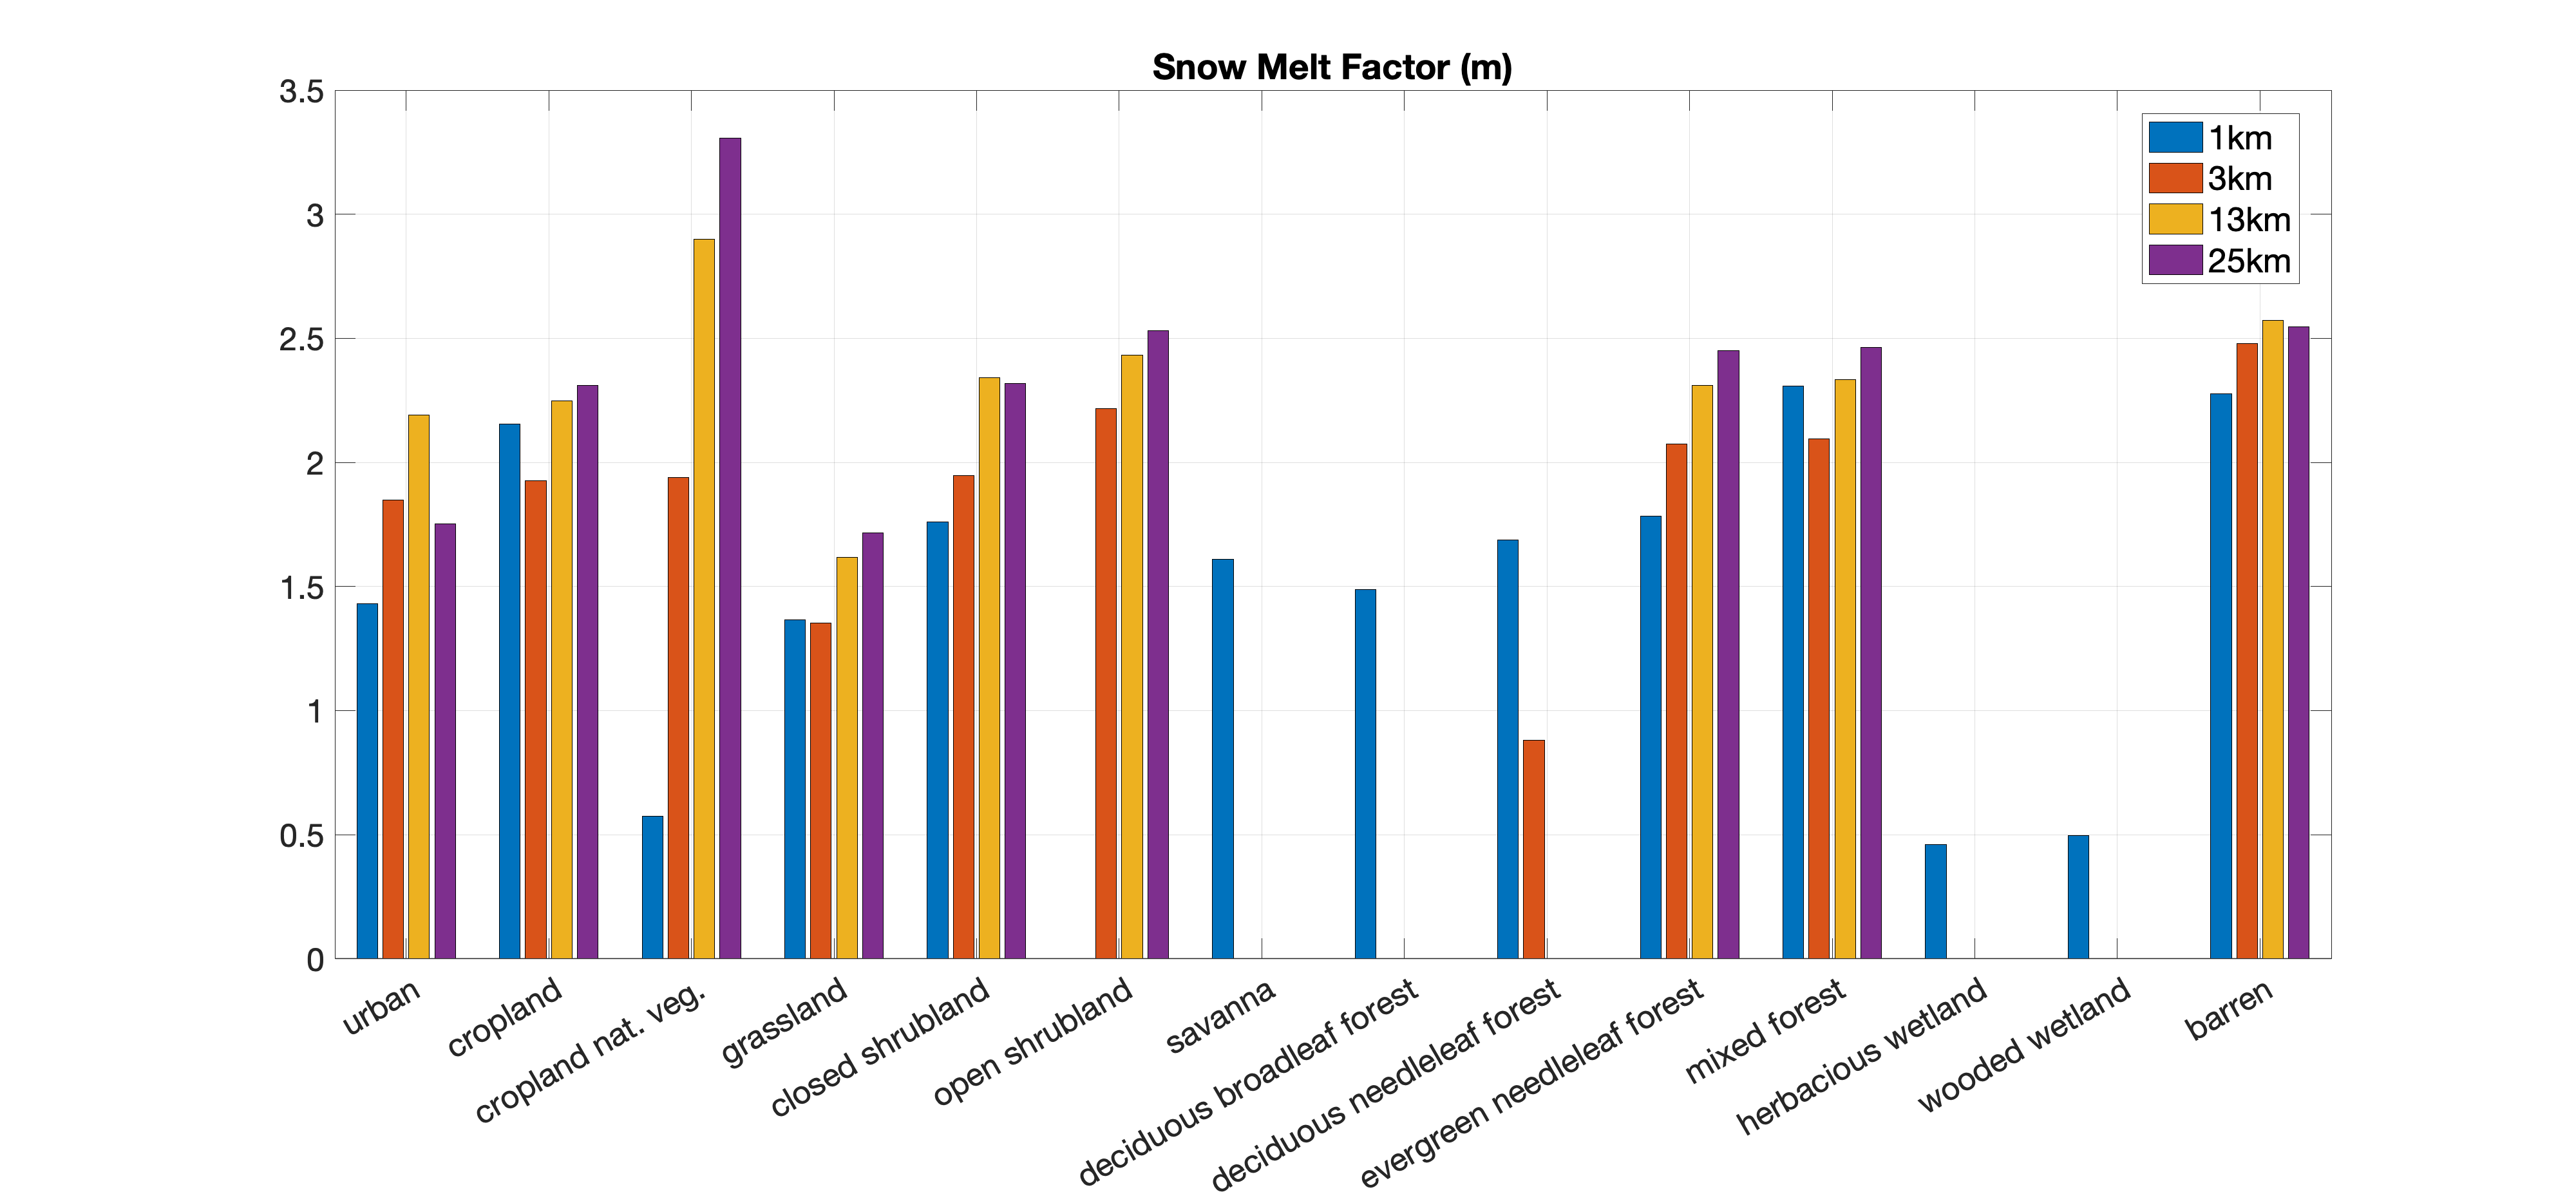 Snow Melt Factor (m)
3.5
3
2.5
2
1.5
1
0.5
0
1km
3km
13km
25km
urban
cropland
cropland nat. veg.
grassland
closed shrubland
open shrubland
savanna
deciduous broadleaf forest
deciduous needleleaf forest
evergreen needleleaf forest
mixed forest
herbacious wetland
wooded wetland
barren